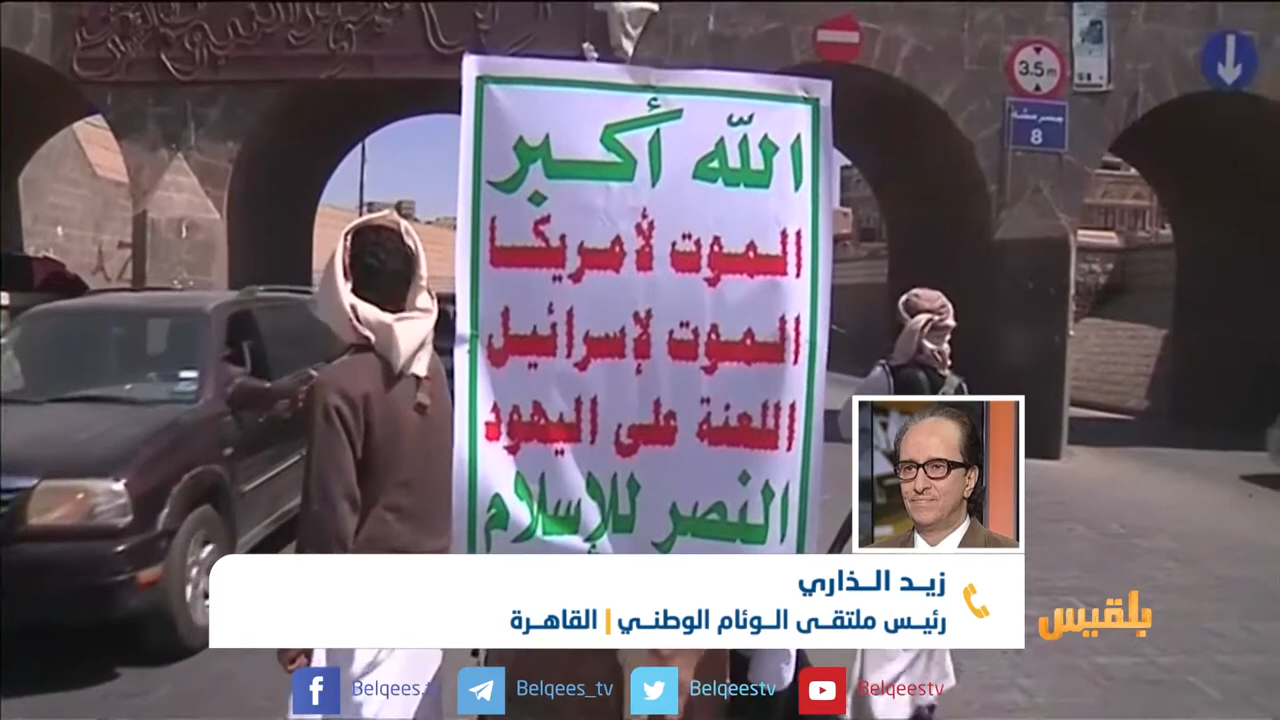 3.5 m
8
الله أكبر
الموت لأمريكا
الموت لإسرائيل
اللعنة على اليهود
النصر للإسلام
زيد الذاري
رئيس ملتقى الوئام الوطني | القاهرة
بلقيس
Belqees.tv
Belqees_tv
Belqeestv
Belqeestv